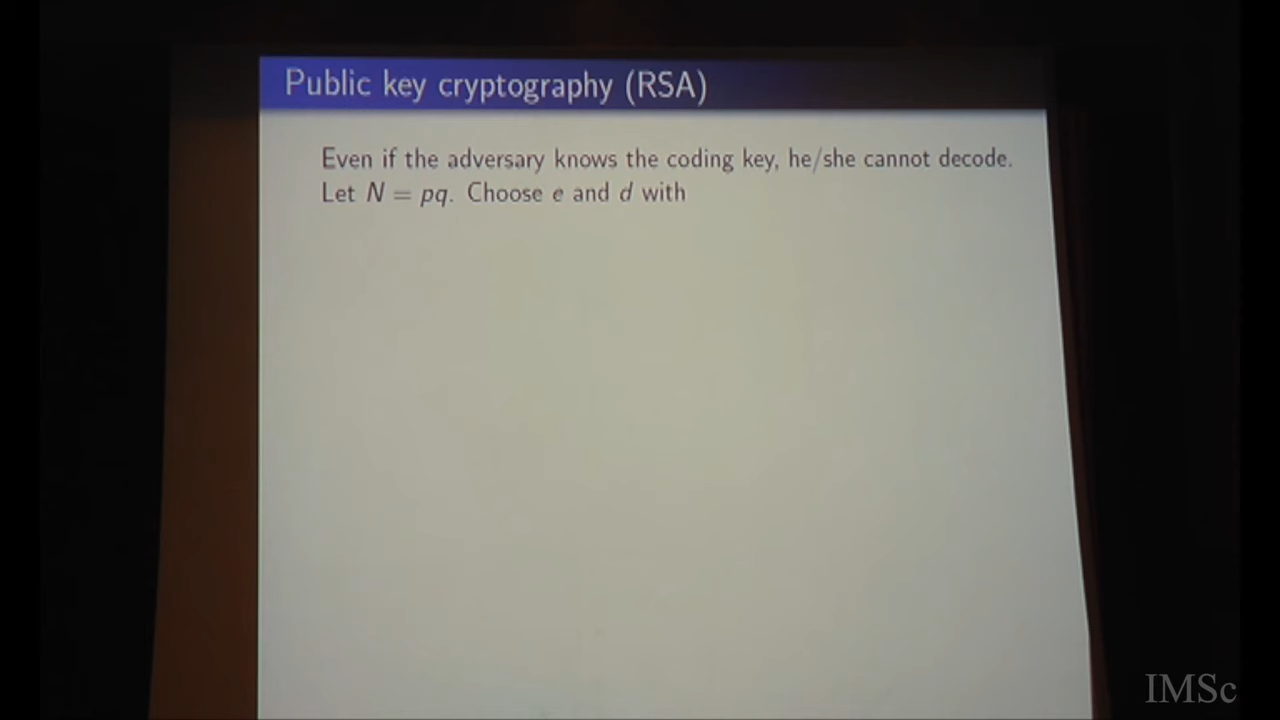 Public key cryptography (RSA)
Even if the adversary knows the coding key, he/she cannot decode.
Let N = pq. Choose e and d with
IMSc